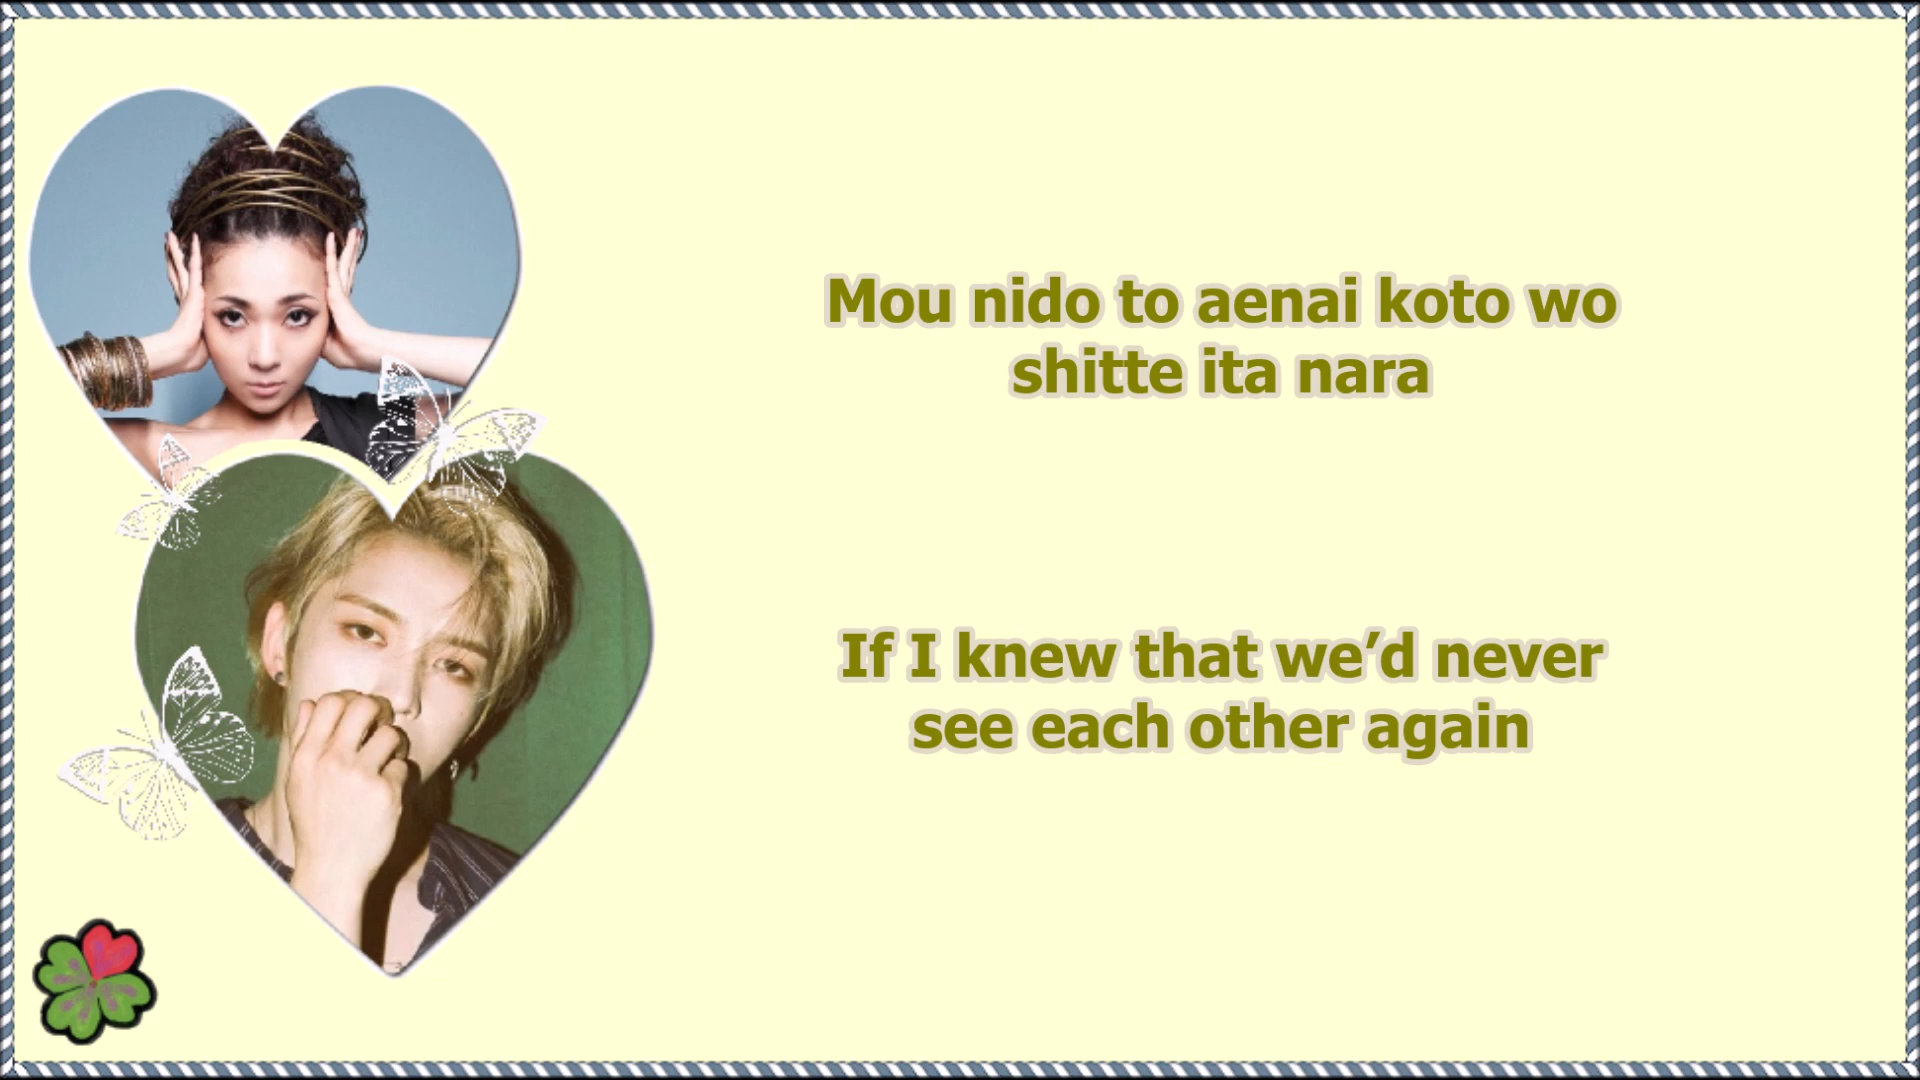 Mou nido to aenai koto wo
shitte ita nara
If I knew that we’d never
see each other again